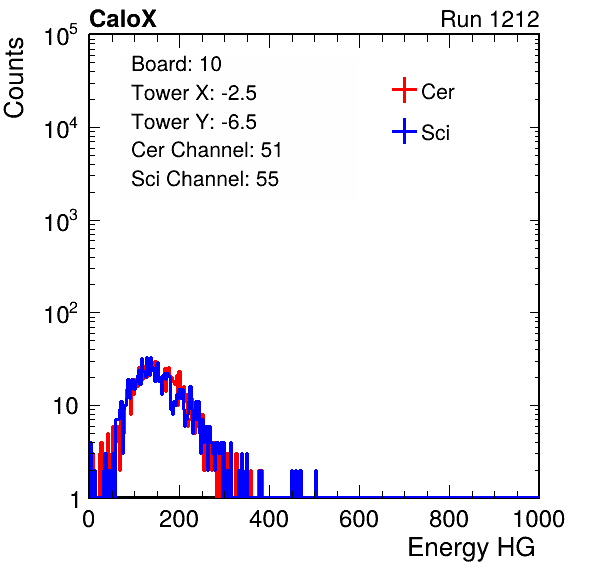 CaloX Run 1212
Counts
10^5
10^4
10^3
10^2
10
1
Board: 10
Tower X: -2.5
Tower Y: -6.5
Cer Channel: 51
Sci Channel: 55
Cer
Sci
0 200 400 600 800 1000
Energy HG